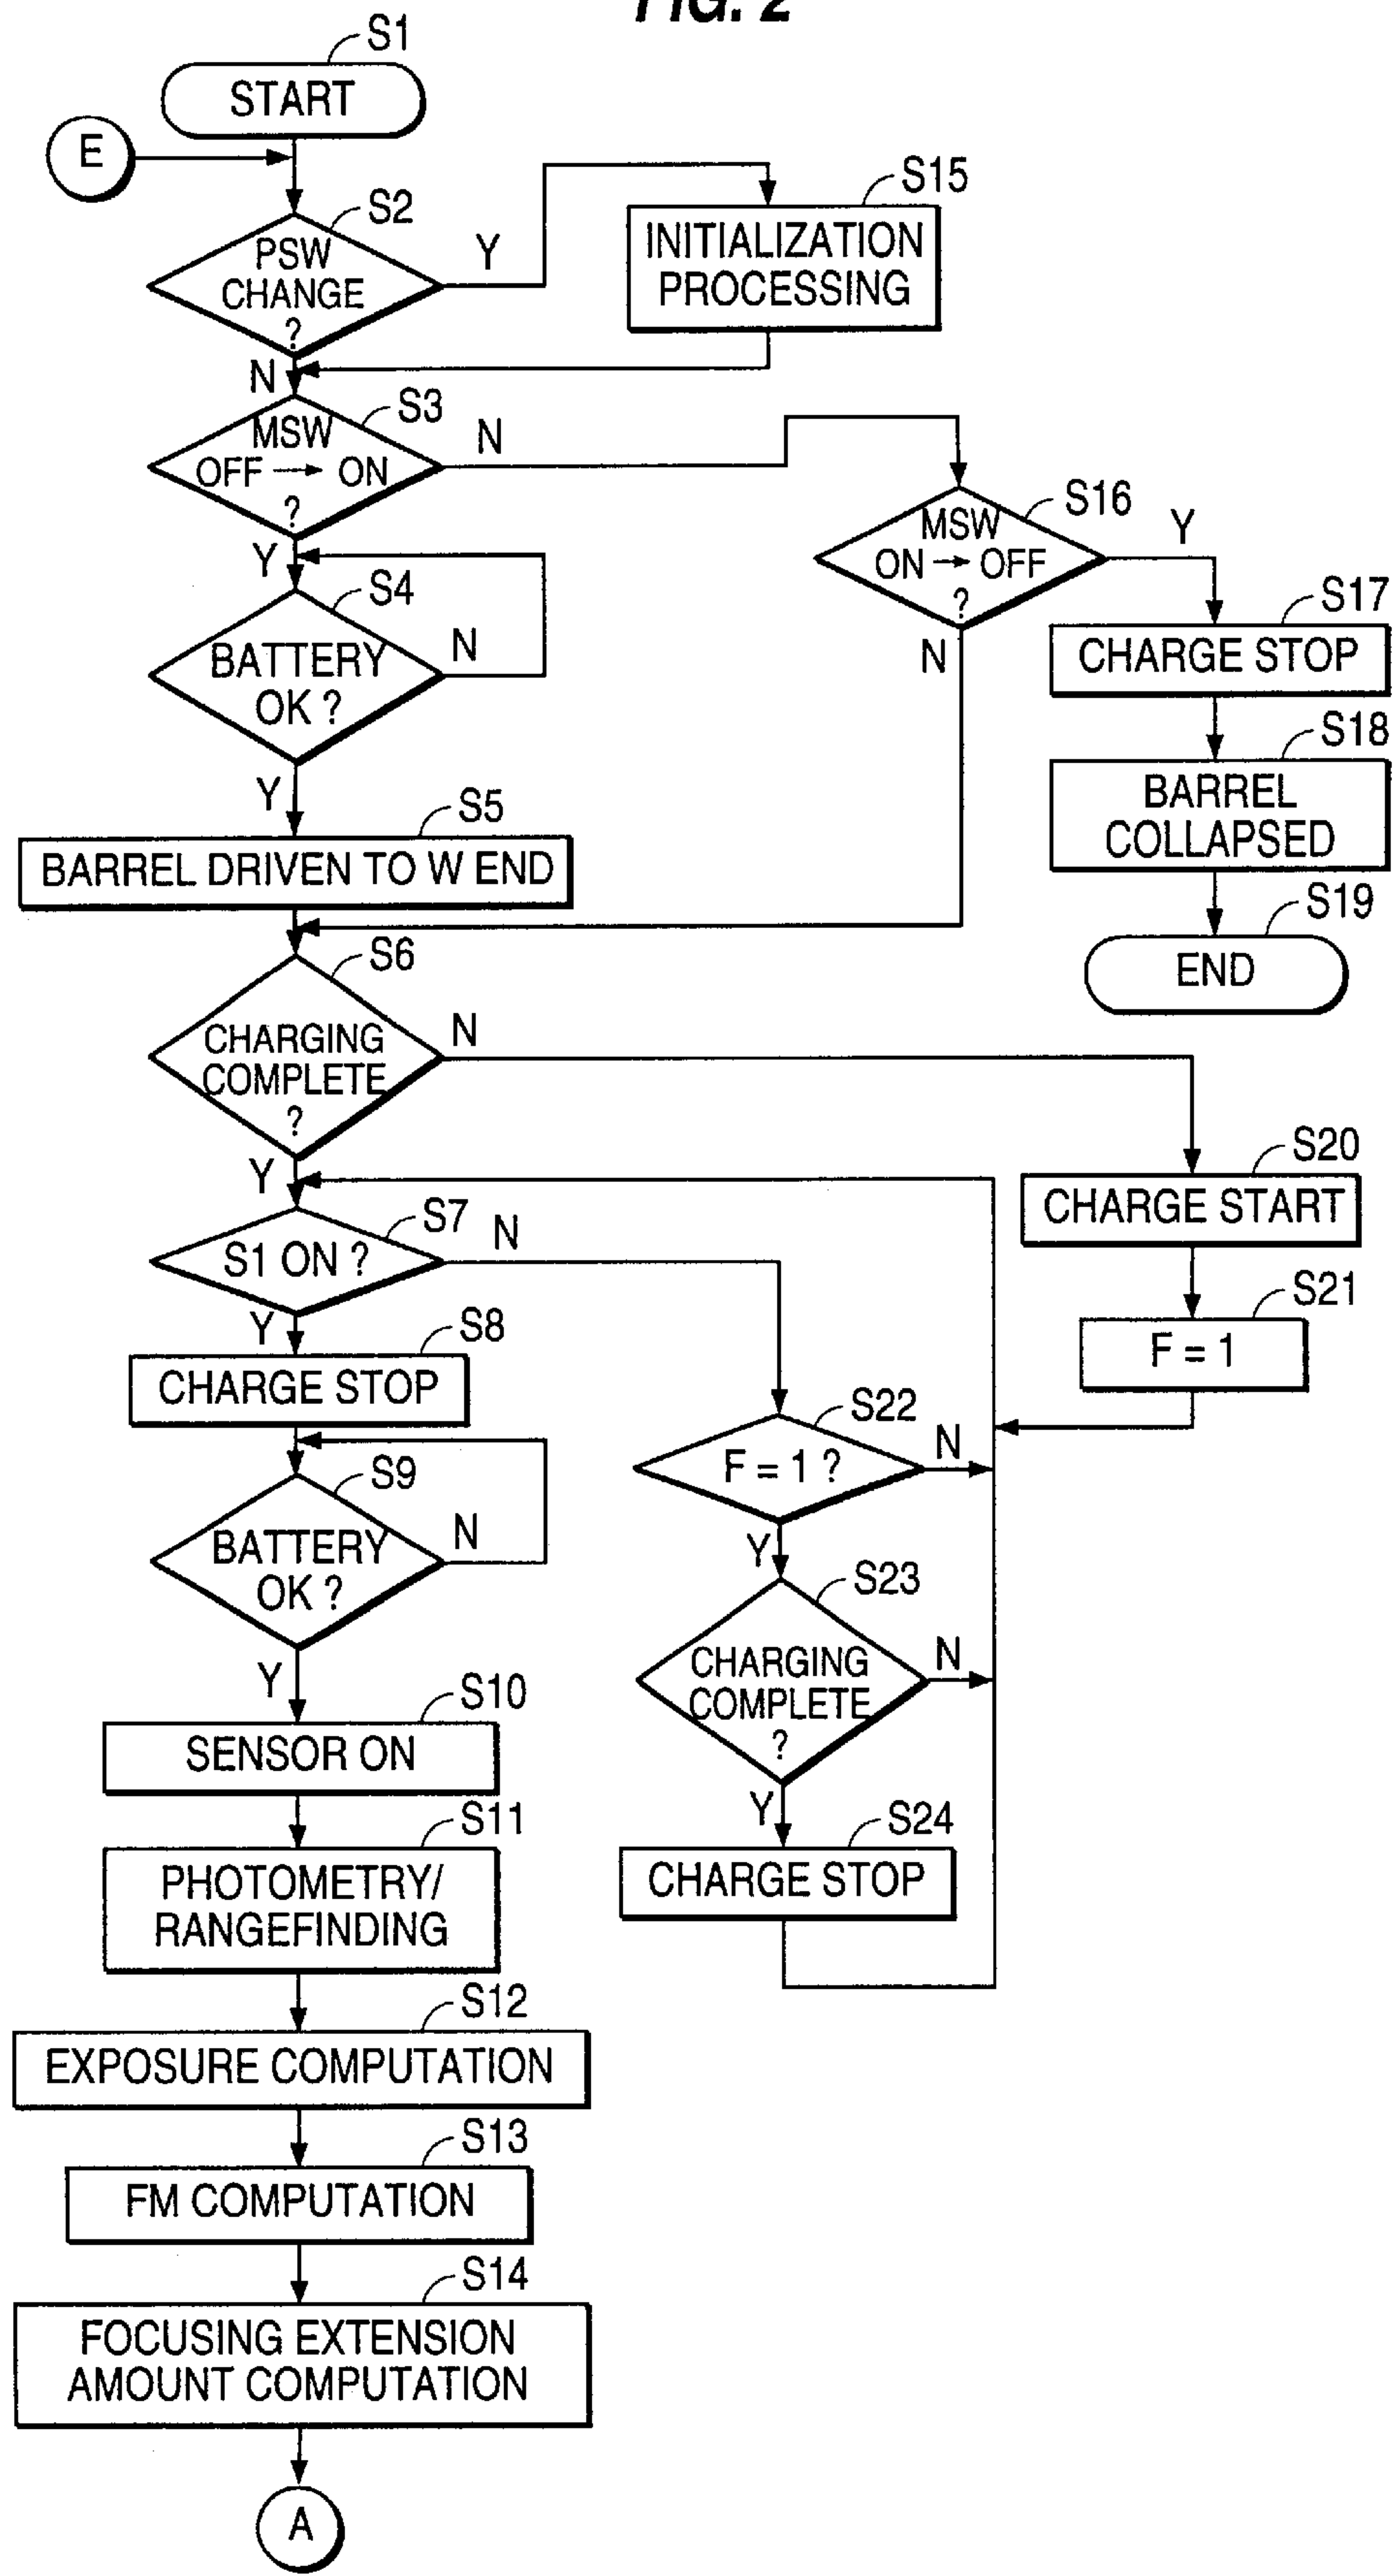 FIG. 2
S1
START
E
S2
PSW
CHANGE
?
Y
N
S15
INITIALIZATION
PROCESSING
S3
MSW
OFF → ON
?
N
Y
S16
MSW
ON → OFF
?
Y
N
S4
BATTERY
OK ?
N
Y
S17
CHARGE STOP
S18
BARREL
COLLAPSED
S19
END
S5
BARREL DRIVEN TO W END
S6
CHARGING
COMPLETE
?
N
Y
S20
CHARGE START
S21
F = 1
S7
S1 ON ?
N
Y
S8
CHARGE STOP
S22
F = 1 ?
N
Y
S9
BATTERY
OK ?
N
Y
S23
CHARGING
COMPLETE
?
N
Y
S24
CHARGE STOP
S10
SENSOR ON
S11
PHOTOMETRY/
RANGEFINDING
S12
EXPOSURE COMPUTATION
S13
FM COMPUTATION
S14
FOCUSING EXTENSION
AMOUNT COMPUTATION
A